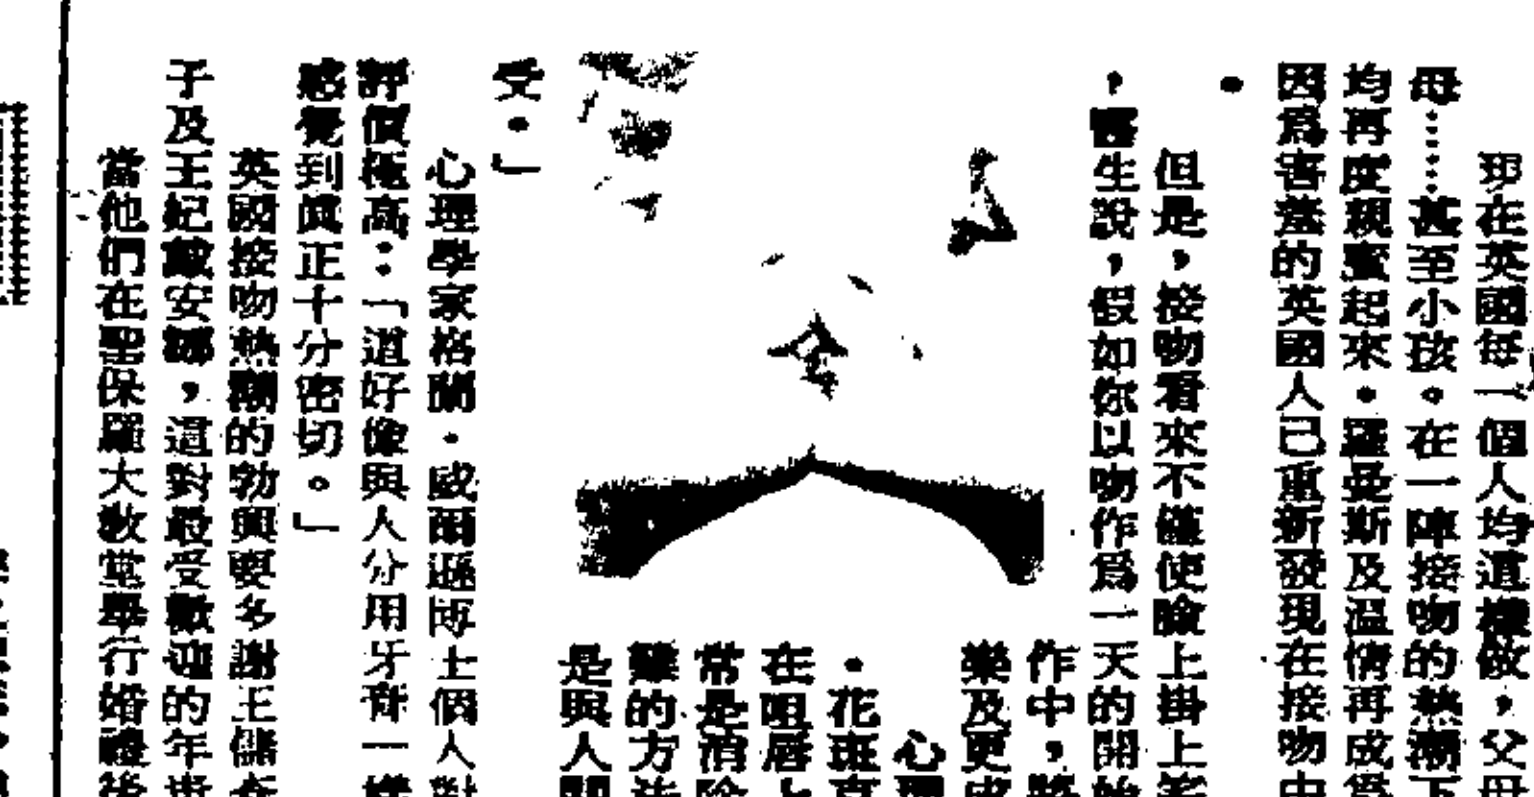 現在英國每一個人均這樣做，父母
母……甚至小孩。在一陣接吻的熱潮下
均再度親蜜起來。羅曼斯及溫情再成爲
因爲害羞的英國人已重新發現在接吻中
。
但是，接吻看來不僅使臉上掛上笑
，醫生說，假如你以吻作爲一天的開始
作中，將
樂及更成
心理
。花斑
在咀唇上
常是消除
的方法
是與人關
受。」
心理學家格蘭。威爾遜博士個人對
評價極高：「這好像與人分用牙膏一樣
感覺到眞正十分密切。」
英國接吻熱潮的勃興要多謝王儲查
子及王妃戴安娜，這對最受歡迎的年靑
當他們在聖保羅大教堂舉行婚禮後